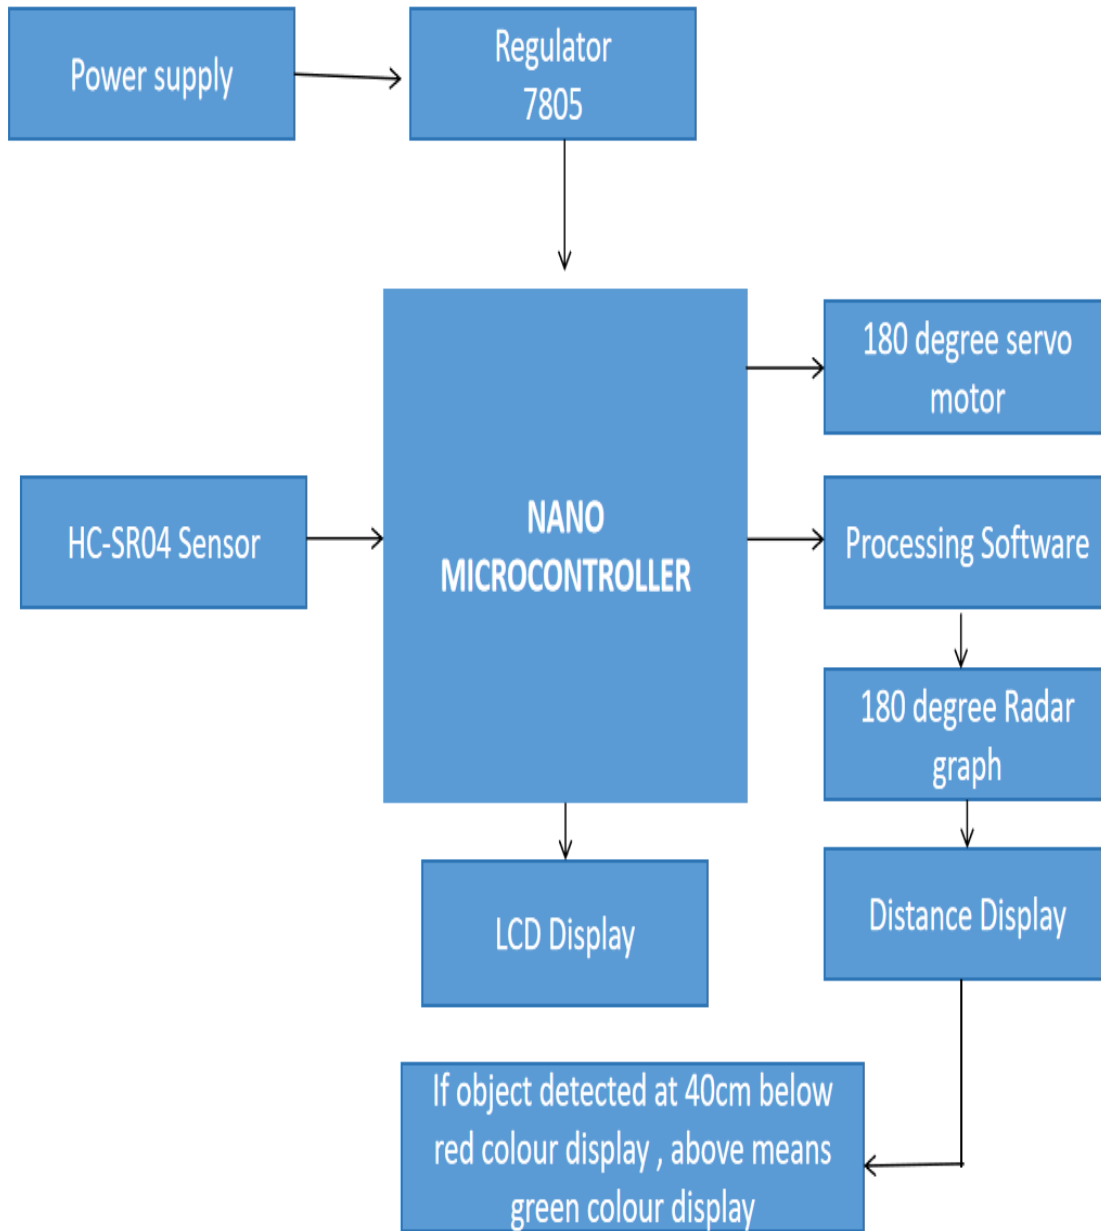 Power supply
Regulator
7805
180 degree servo
motor
HC-SR04 Sensor
NANO
MICROCONTROLLER
Processing Software
180 degree Radar
graph
LCD Display
Distance Display
If object detected at 40cm below
red colour display , above means
green colour display